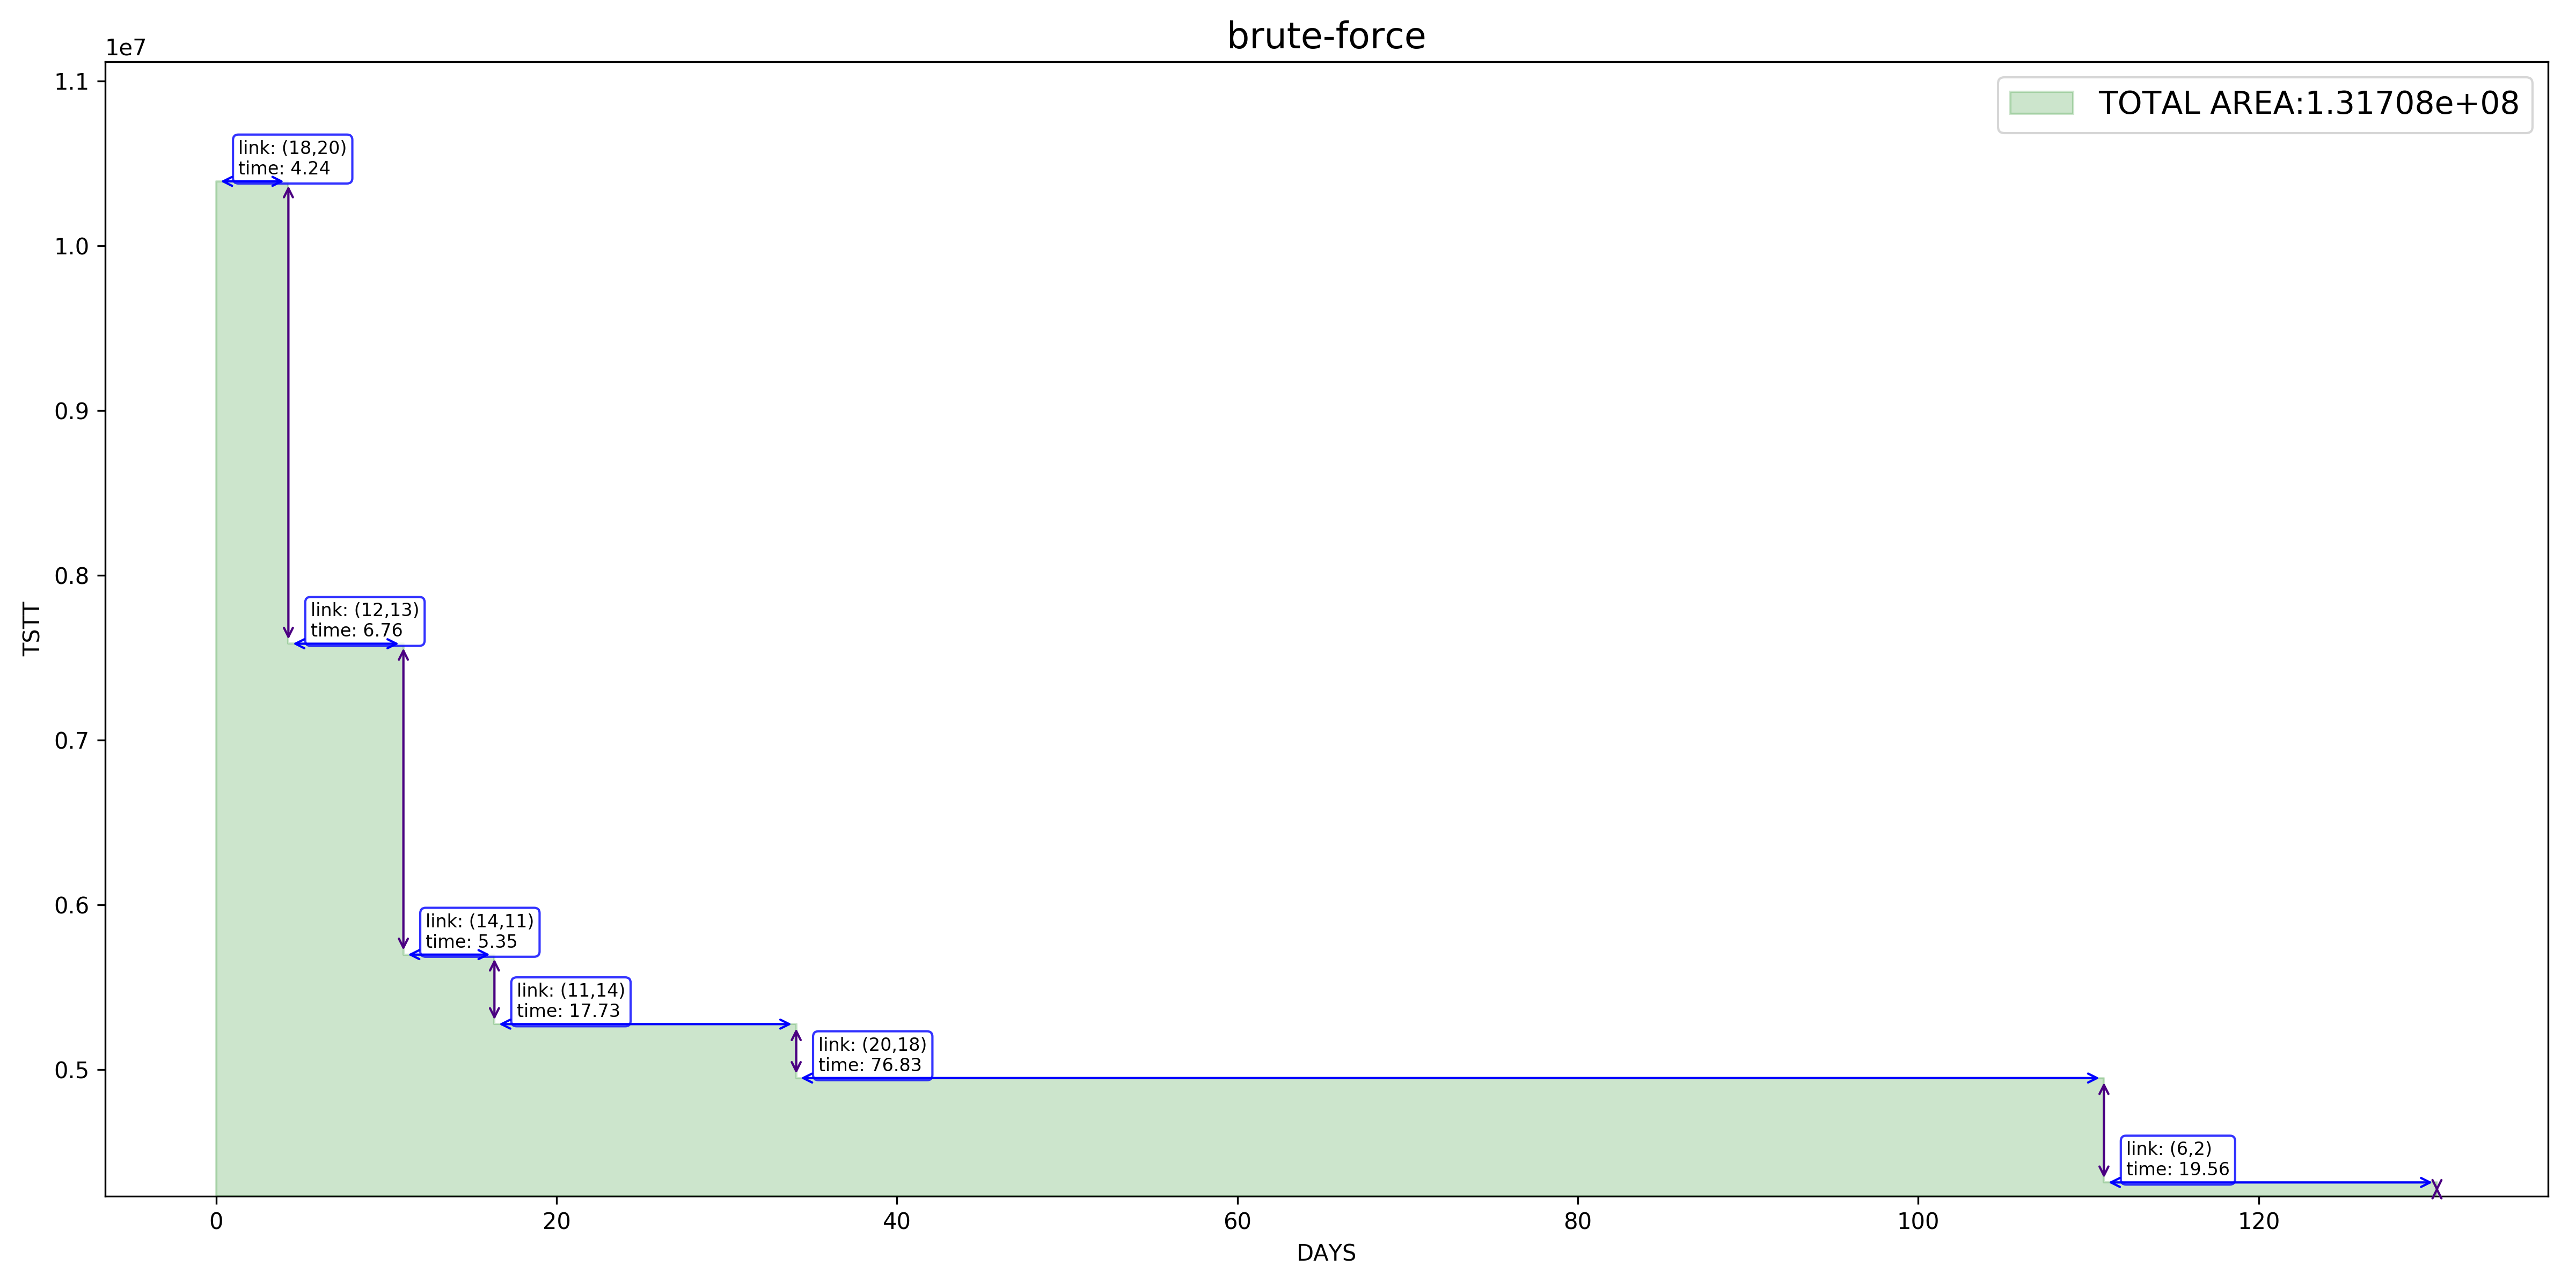 brute-force
1e7
TOTAL AREA:1.31708e+08
1.1
1.0
0.9
0.8
0.7
0.6
0.5
TSTT
link: (18,20)
time: 4.24
link: (12,13)
time: 6.76
link: (14,11)
time: 5.35
link: (11,14)
time: 17.73
link: (20,18)
time: 76.83
link: (6,2)
time: 19.56
0 20 40 60 80 100 120
DAYS